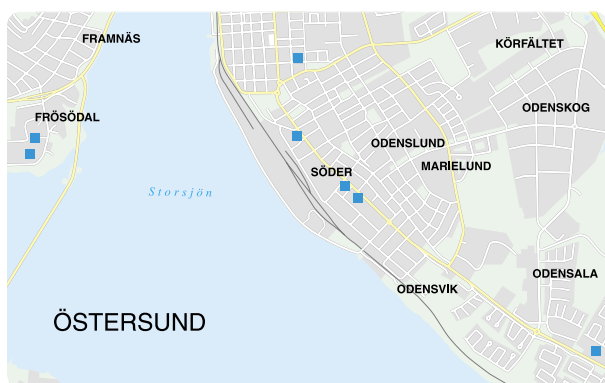 FRAMNÄS
KÖRFÄLTET
ODENSKOG
FRÖSÖDAL
ODENSLUND
MARIELUND
SÖDER
Storsjön
ODENSALA
ODENSVIK
ÖSTERSUND